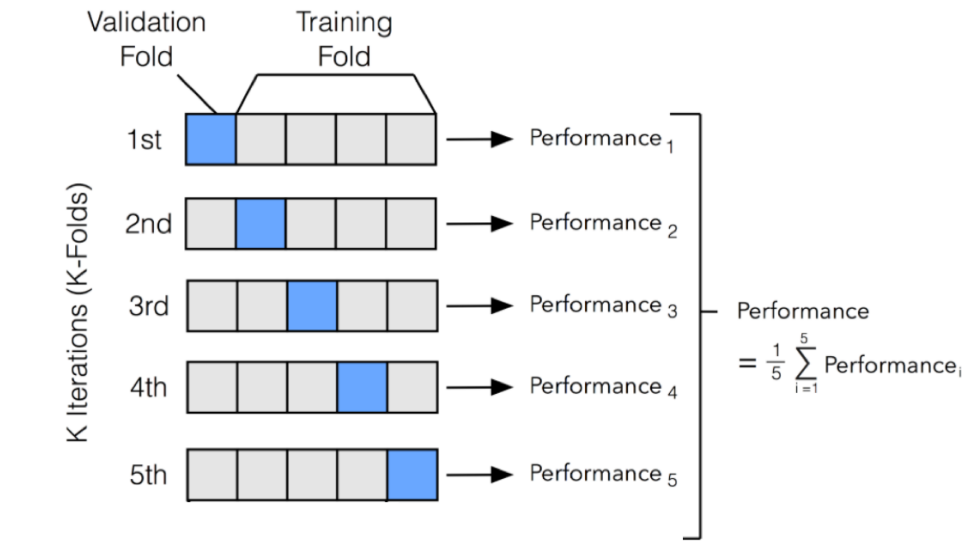 Validation
Fold
Training
Fold
K Iterations (K-Folds)
1st
Performance 1
2nd
Performance 2
3rd
Performance 3
4th
Performance 4
5th
Performance 5
Performance
= 1/5 5 ∑ i=1 Performance i